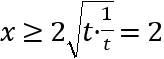 x ≥ 2√(t·1/t) = 2